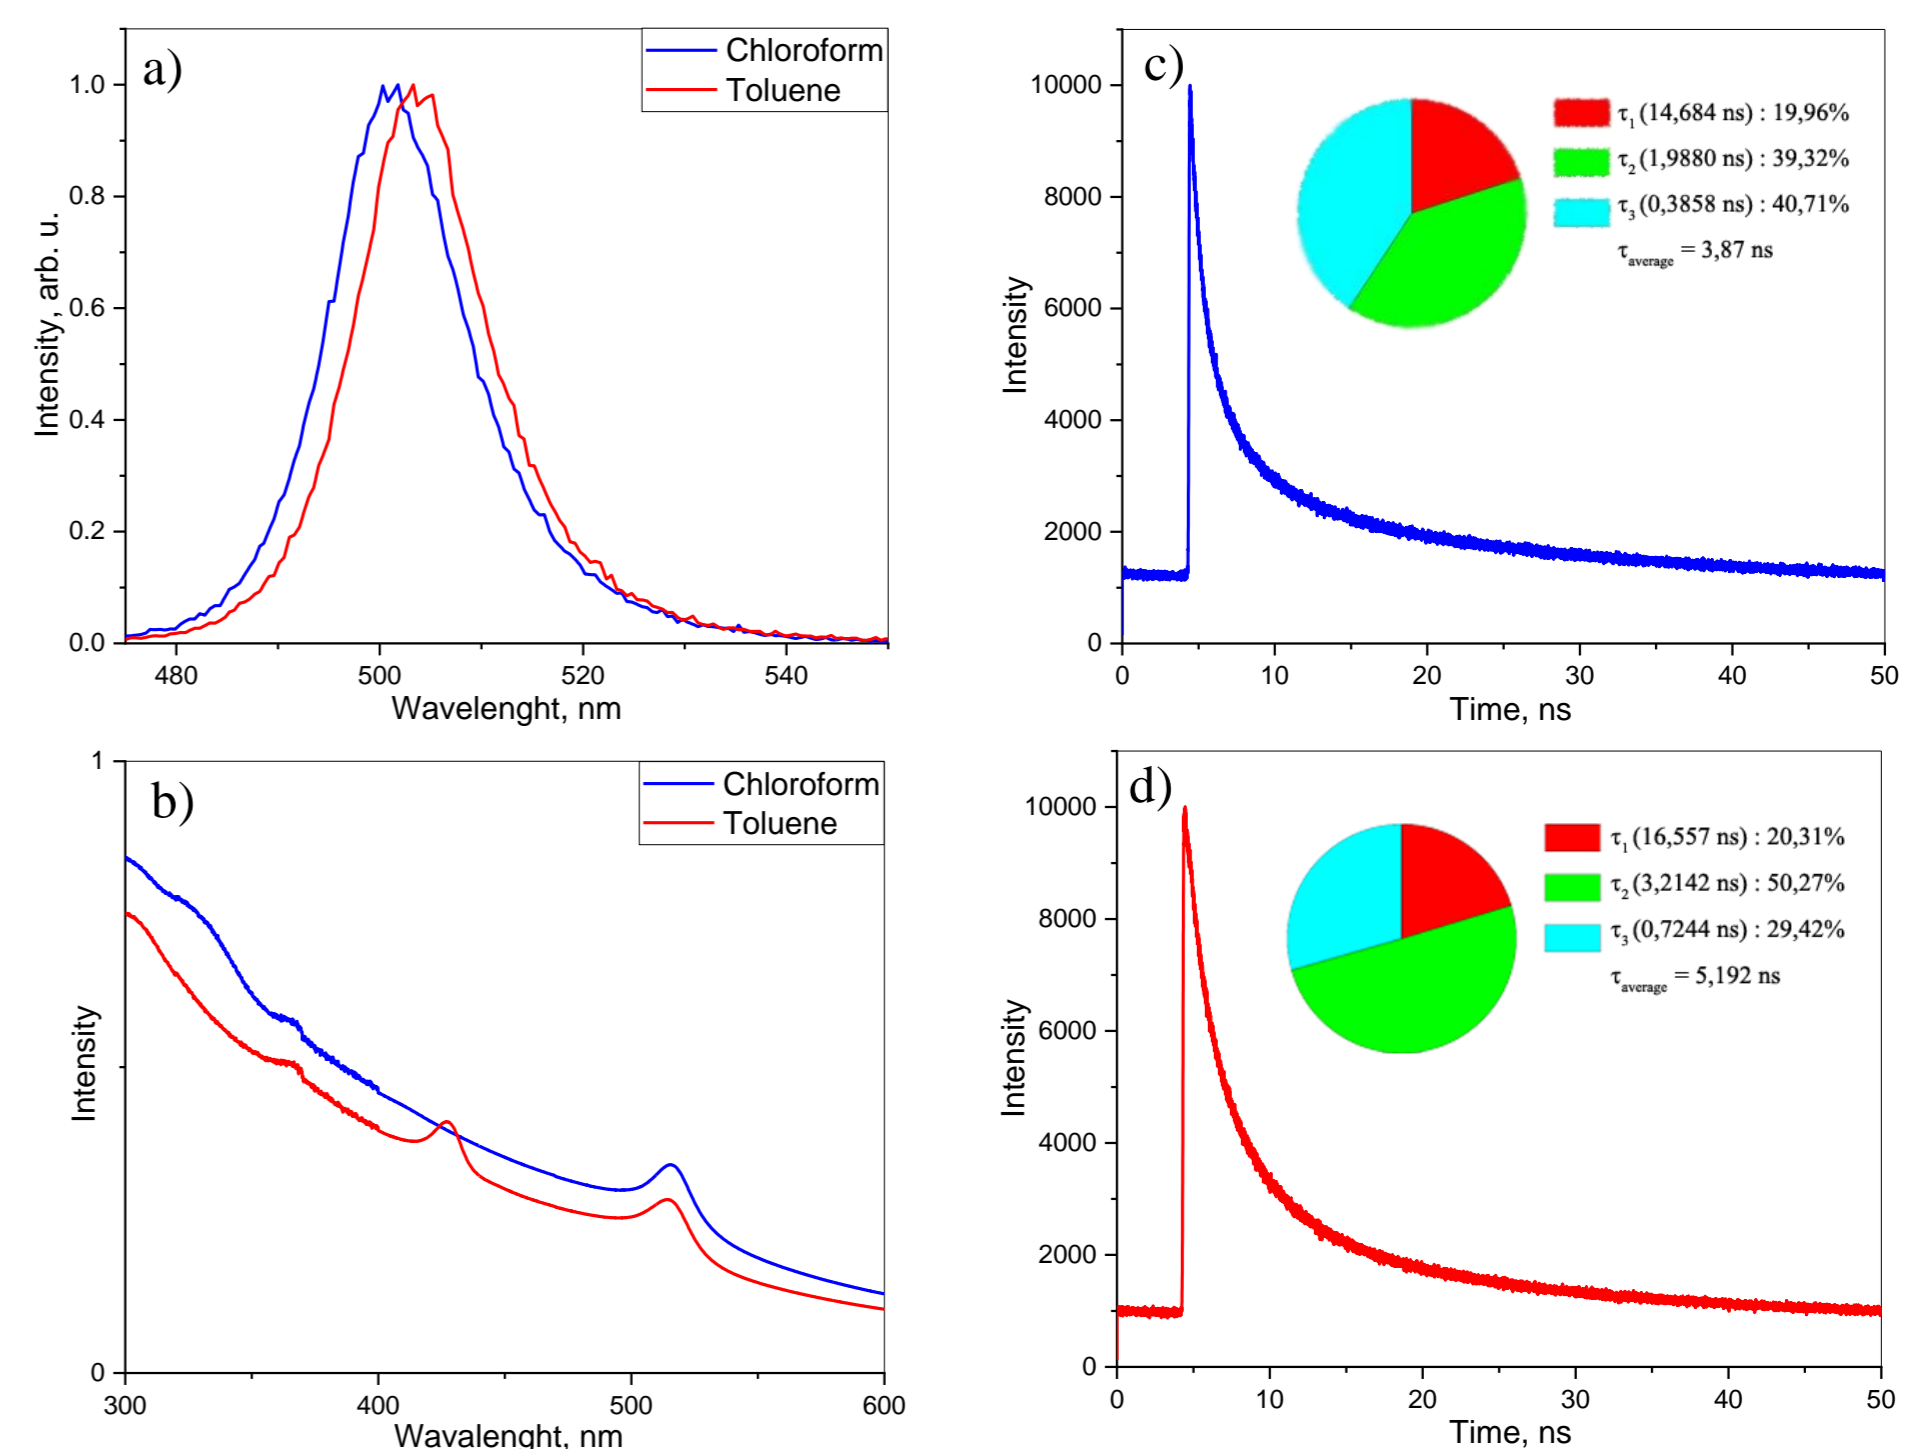 a)
Chloroform
Toluene
1.0
0.8
0.6
0.4
0.2
0.0
480
500
520
540
Intensity, arb. u.
Wavelenght, nm
c)
10000
8000
6000
4000
2000
0
0
10
20
30
40
50
Intensity
Time, ns
τ1 (14,684 ns) : 19,96%
τ2 (1,9880 ns) : 39,32%
τ3 (0,3858 ns) : 40,71%
τaverage = 3,87 ns
b)
Chloroform
Toluene
1
0
300
400
500
600
Intensity
Wavalenght, nm
d)
10000
8000
6000
4000
2000
0
0
10
20
30
40
50
Intensity
Time, ns
τ1 (16,557 ns) : 20,31%
τ2 (3,2142 ns) : 50,27%
τ3 (0,7244 ns) : 29,42%
τaverage = 5,192 ns